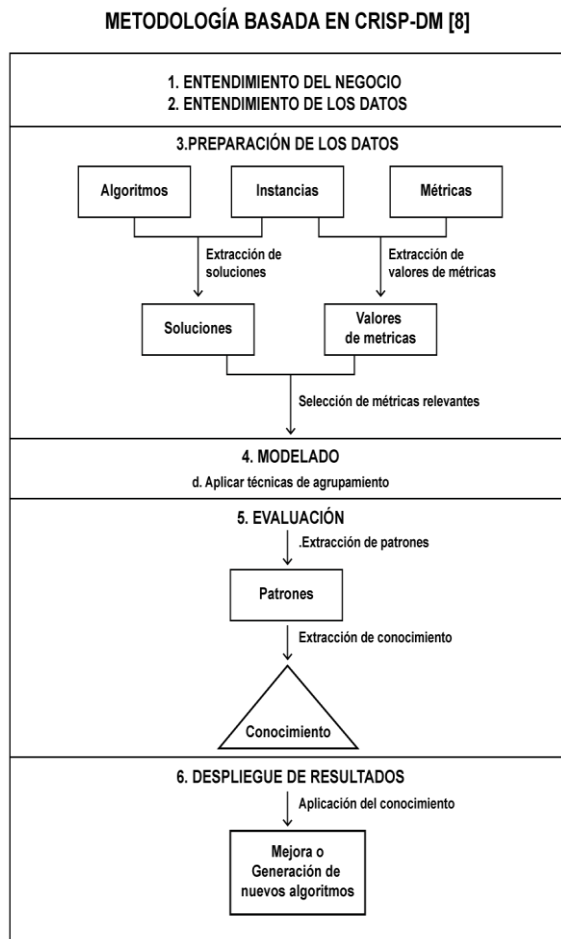 METODOLOGÍA BASADA EN CRISP-DM [8]
1. ENTENDIMIENTO DEL NEGOCIO
2. ENTENDIMIENTO DE LOS DATOS
3.PREPARACIÓN DE LOS DATOS
Algoritmos
Instancias
Métricas
Extracción de
soluciones
Extracción de
valores de métricas
Soluciones
Valores
de metricas
Selección de métricas relevantes
4. MODELADO
d. Aplicar técnicas de agrupamiento
5. EVALUACIÓN
.Extracción de patrones
Patrones
Extracción de conocimiento
Conocimiento
6. DESPLIEGUE DE RESULTADOS
Aplicación del conocimiento
Mejora o
Generación de
nuevos algoritmos